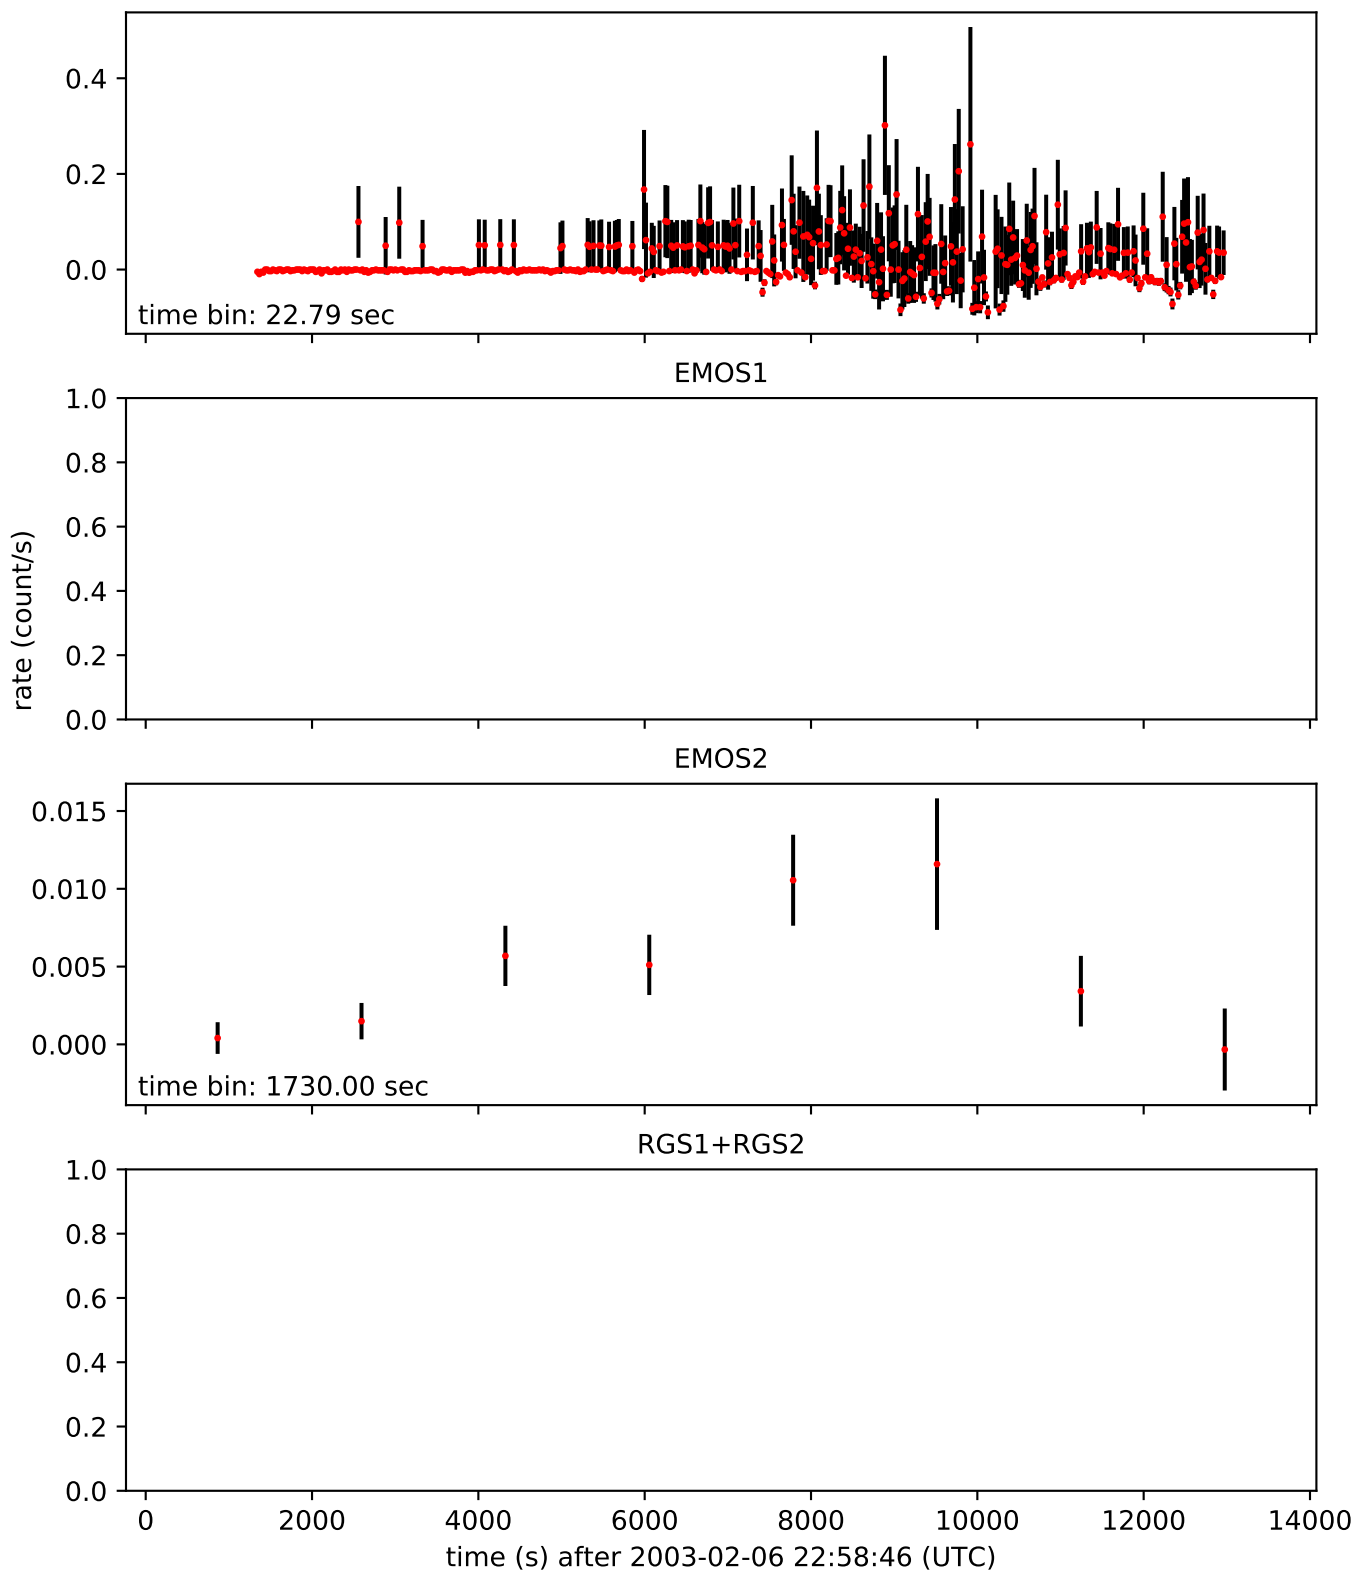 0.4
0.2
0.0
time bin: 22.79 sec
EMOS1
1.0
0.8
0.6
0.4
0.2
0.0
rate (count/s)
EMOS2
0.015
0.010
0.005
0.000
time bin: 1730.00 sec
RGS1+RGS2
1.0
0.8
0.6
0.4
0.2
0.0
0 2000 4000 6000 8000 10000 12000 14000
time (s) after 2003-02-06 22:58:46 (UTC)